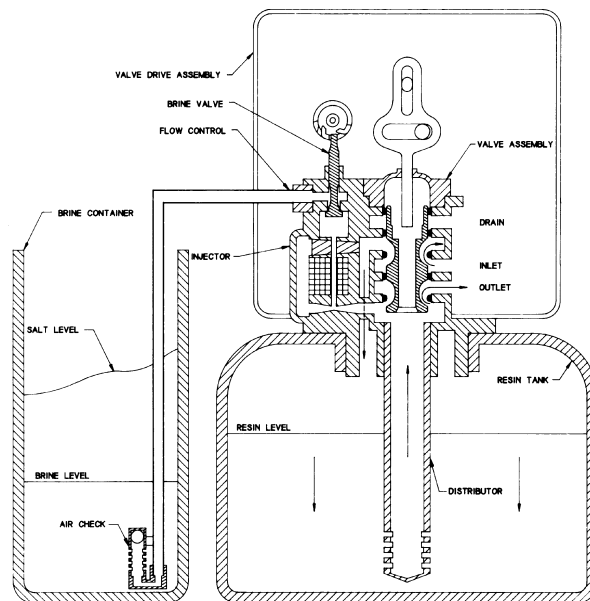 VALVE DRIVE ASSEMBLY
BRINE VALVE
FLOW CONTROL
VALVE ASSEMBLY
BRINE CONTAINER
DRAIN
INJECTOR
INLET
OUTLET
SALT LEVEL
RESIN TANK
RESIN LEVEL
BRINE LEVEL
DISTRIBUTOR
AIR CHECK